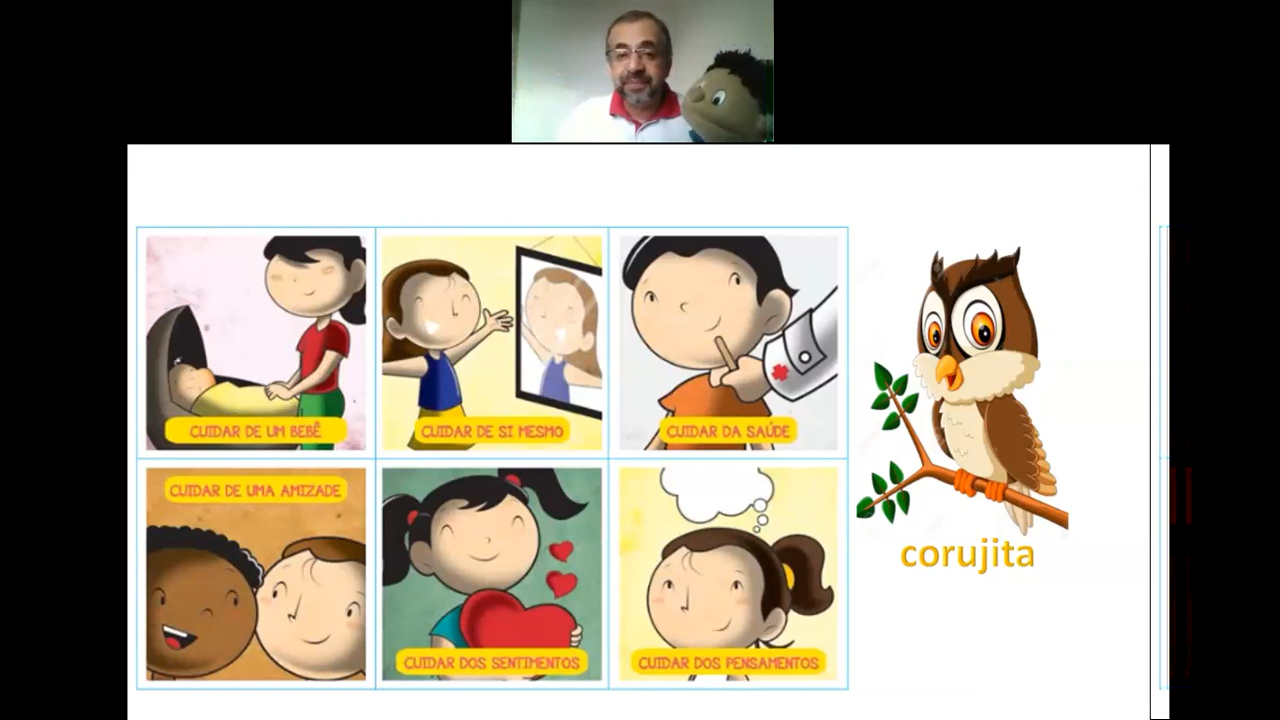 CUIDAR DE UM BEBÊ
CUIDAR DE SI MESMO
CUIDAR DA SAÚDE
CUIDAR DE UMA AMIZADE
CUIDAR DOS SENTIMENTOS
CUIDAR DOS PENSAMENTOS
corujita